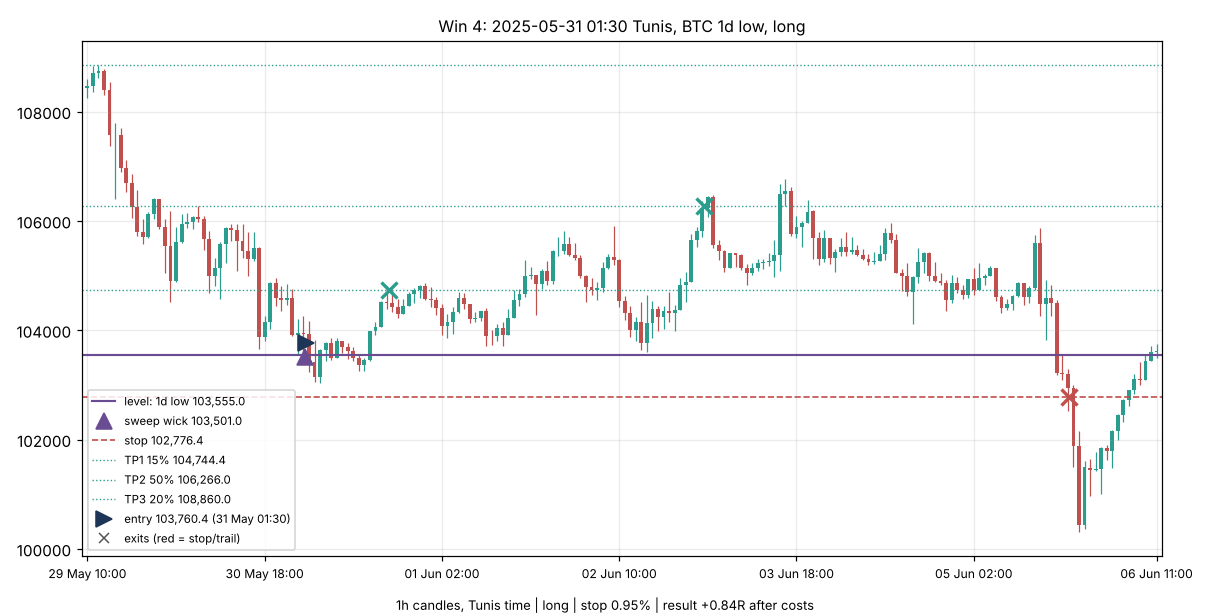 Win 4: 2025-05-31 01:30 Tunis, BTC 1d low, long
108000
106000
104000
102000
100000
level: 1d low 103,555.0
sweep wick 103,501.0
stop 102,776.4
TP1 15% 104,744.4
TP2 50% 106,266.0
TP3 20% 108,860.0
entry 103,760.4 (31 May 01:30)
exits (red = stop/trail)
29 May 10:00
30 May 18:00
01 Jun 02:00
02 Jun 10:00
03 Jun 18:00
05 Jun 02:00
06 Jun 11:00
1h candles, Tunis time | long | stop 0.95% | result +0.84R after costs